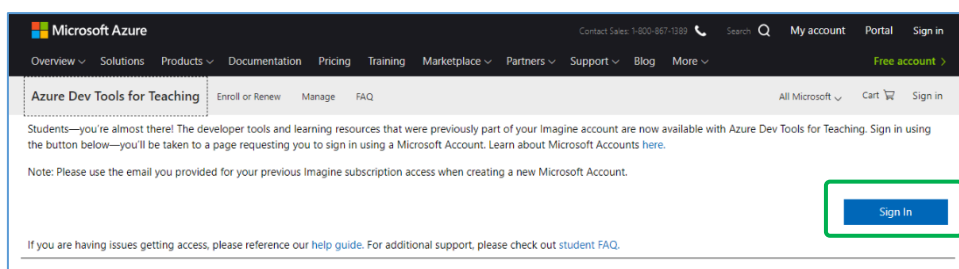 Microsoft Azure Contact Sales: 1-800-867-1389 Search My account Portal Sign in
Overview Solutions Products Documentation Pricing Training Marketplace Partners Support Blog More Free account >
Azure Dev Tools for Teaching Enroll or Renew Manage FAQ All Microsoft Cart Sign in
Students—you're almost there! The developer tools and learning resources that were previously part of your Imagine account are now available with Azure Dev Tools for Teaching. Sign in using
the button below—you'll be taken to a page requesting you to sign in using a Microsoft Account. Learn about Microsoft Accounts here.
Note: Please use the email you provided for your previous Imagine subscription access when creating a new Microsoft Account.
Sign In
If you are having issues getting access, please reference our help guide. For additional support, please check out student FAQ.